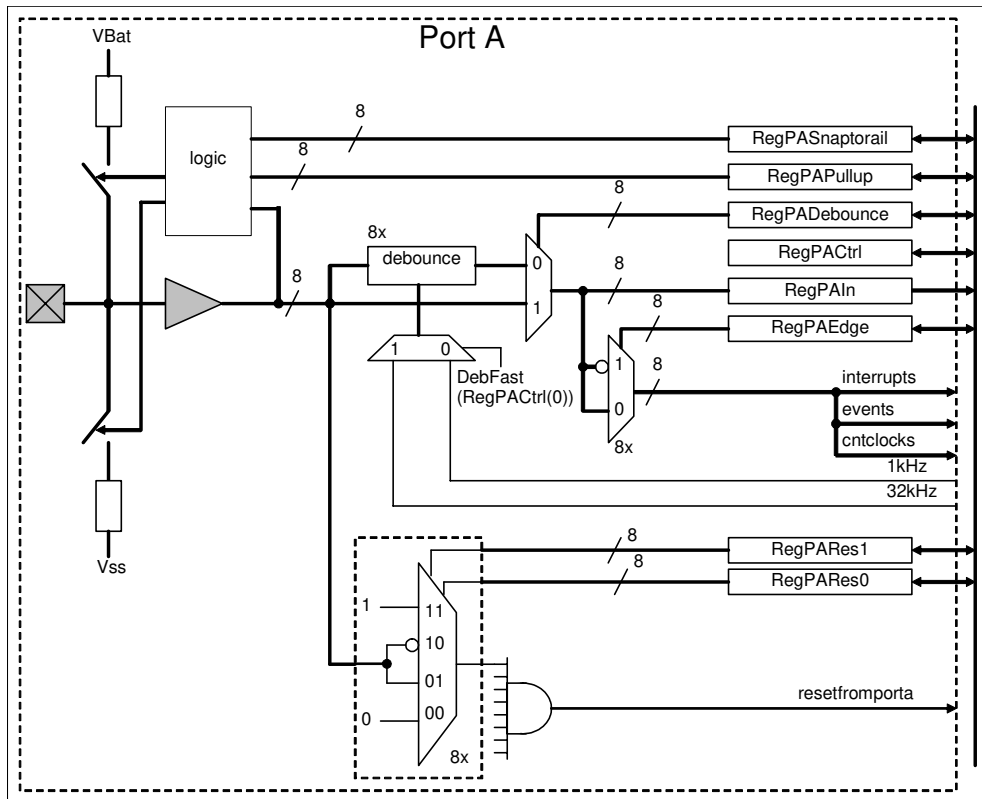 Port A
VBat
8
RegPASnaptorail
logic
8
RegPAPullup
8
RegPADebounce
8x
debounce
0
RegPACtrl
8
1
8
RegPAIn
8
RegPAEdge
1
0
DebFast
(RegPACtrl(0))
1
0
8
8x
interrupts
events
cntclocks
1kHz
32kHz
Vss
8
RegPARes1
8
RegPARes0
1
11
10
01
00
0
8x
resetfromporta